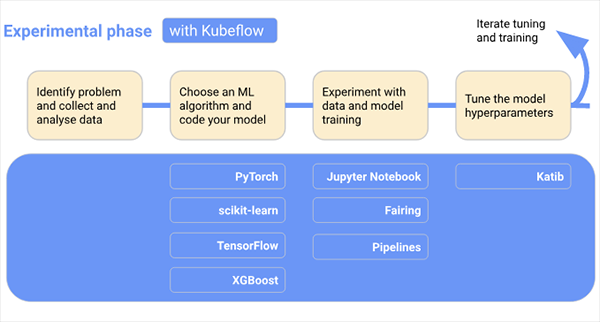 Experimental phase with Kubeflow
Iterate tuning
and training
Identify problem
and collect and
analyse data
Choose an ML
algorithm and
code your model
Experiment with
data and model
training
Tune the model
hyperparameters
PyTorch
scikit-learn
TensorFlow
XGBoost
Jupyter Notebook
Fairing
Pipelines
Katib